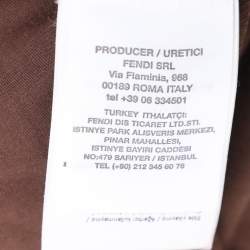 PRODUCER / URETICI
FENDI SRL
Via Flaminia, 968
00189 ROMA ITALY
tel +39 06 334501
TURKEY ITHALATÇI:
FENDI DIS TICARET LTD.STI.
ISTINYE PARK ALISVERIS MERKEZI,
PINAR MAHALLESI,
ISTINYE BAYIR CADDESI
NO:479 SARIYER / ISTANBUL
TEL +(90) 212 345 60 76